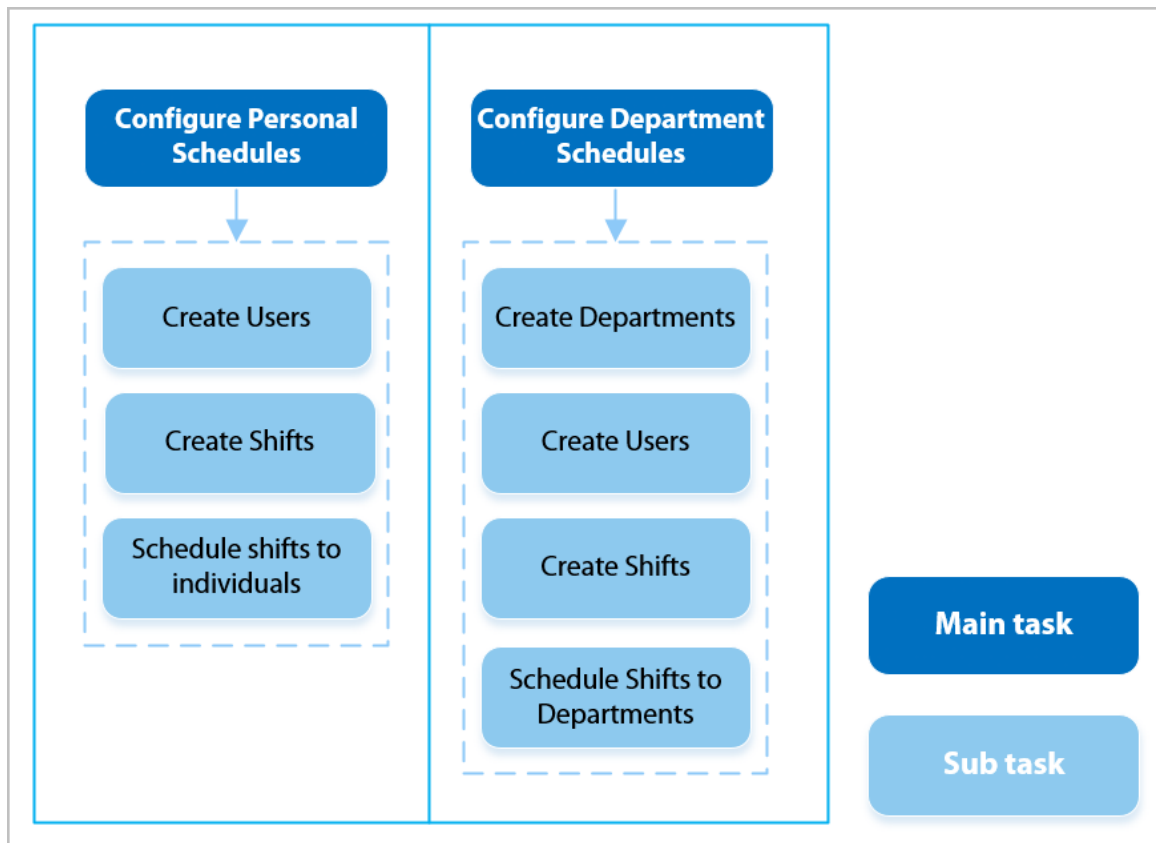 Configure Personal
Schedules
Create Users
Create Shifts
Schedule shifts to
individuals
Configure Department
Schedules
Create Departments
Create Users
Create Shifts
Schedule Shifts to
Departments
Main task
Sub task